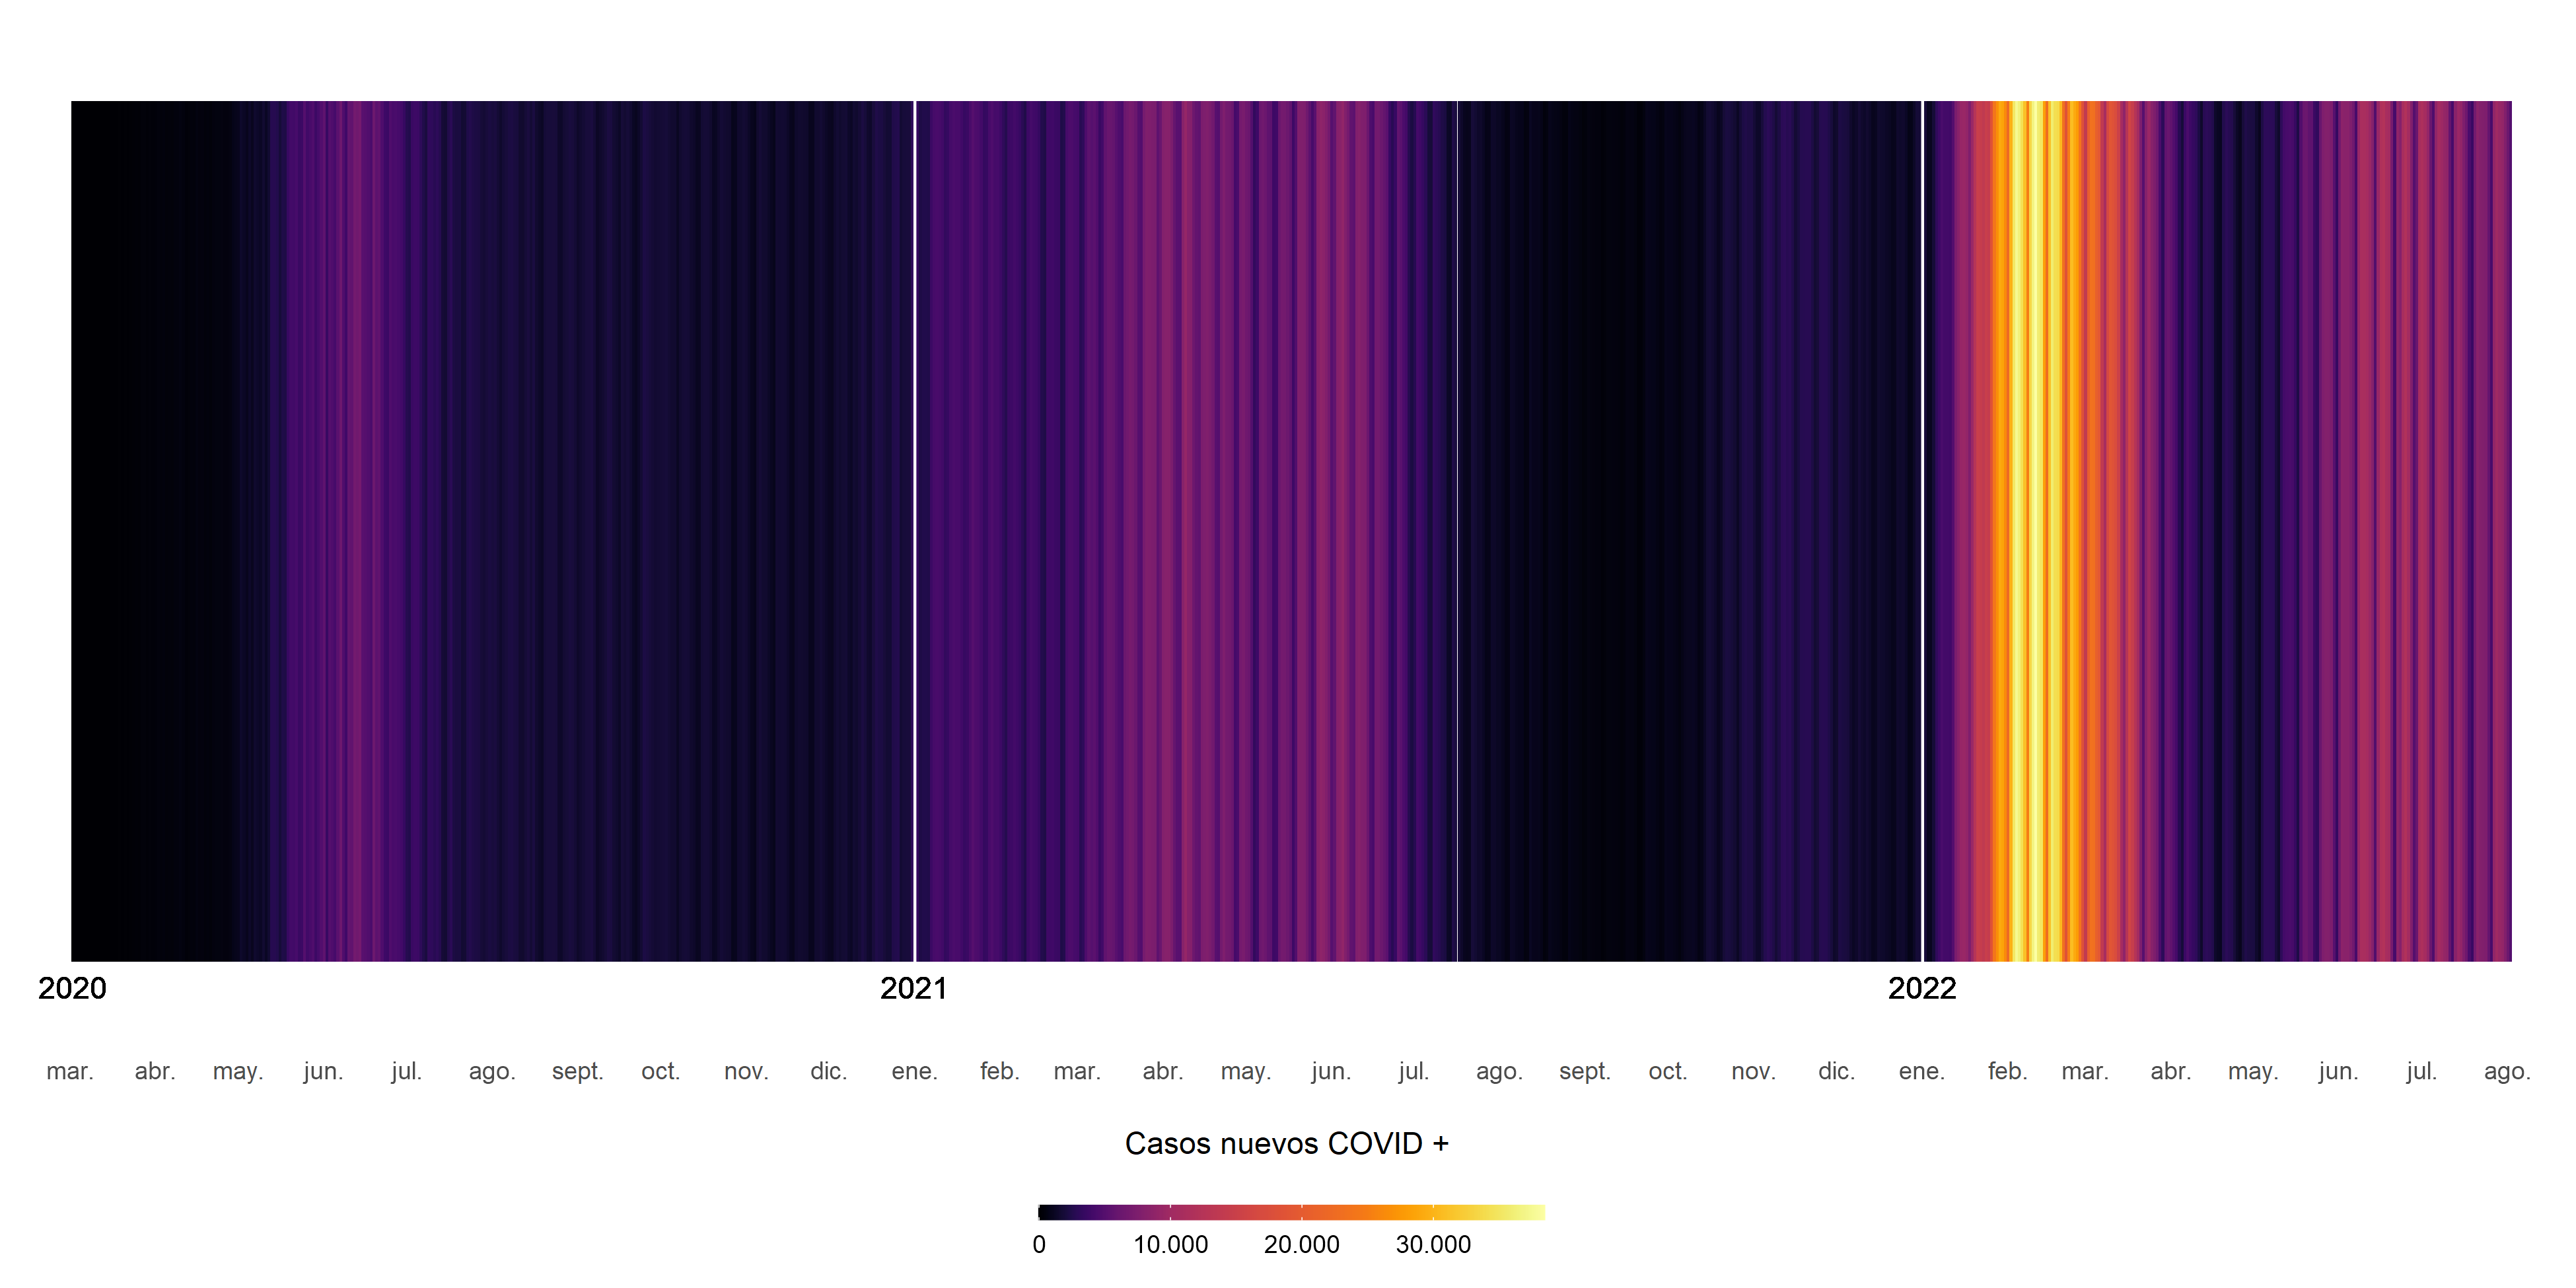 2020 2021 2022
mar. abr. may. jun. jul. ago. sept. oct. nov. dic. ene. feb. mar. abr. may. jun. jul. ago. sept. oct. nov. dic. ene. feb. mar. abr. may. jun. jul. ago.
Casos nuevos COVID +
0 10.000 20.000 30.000